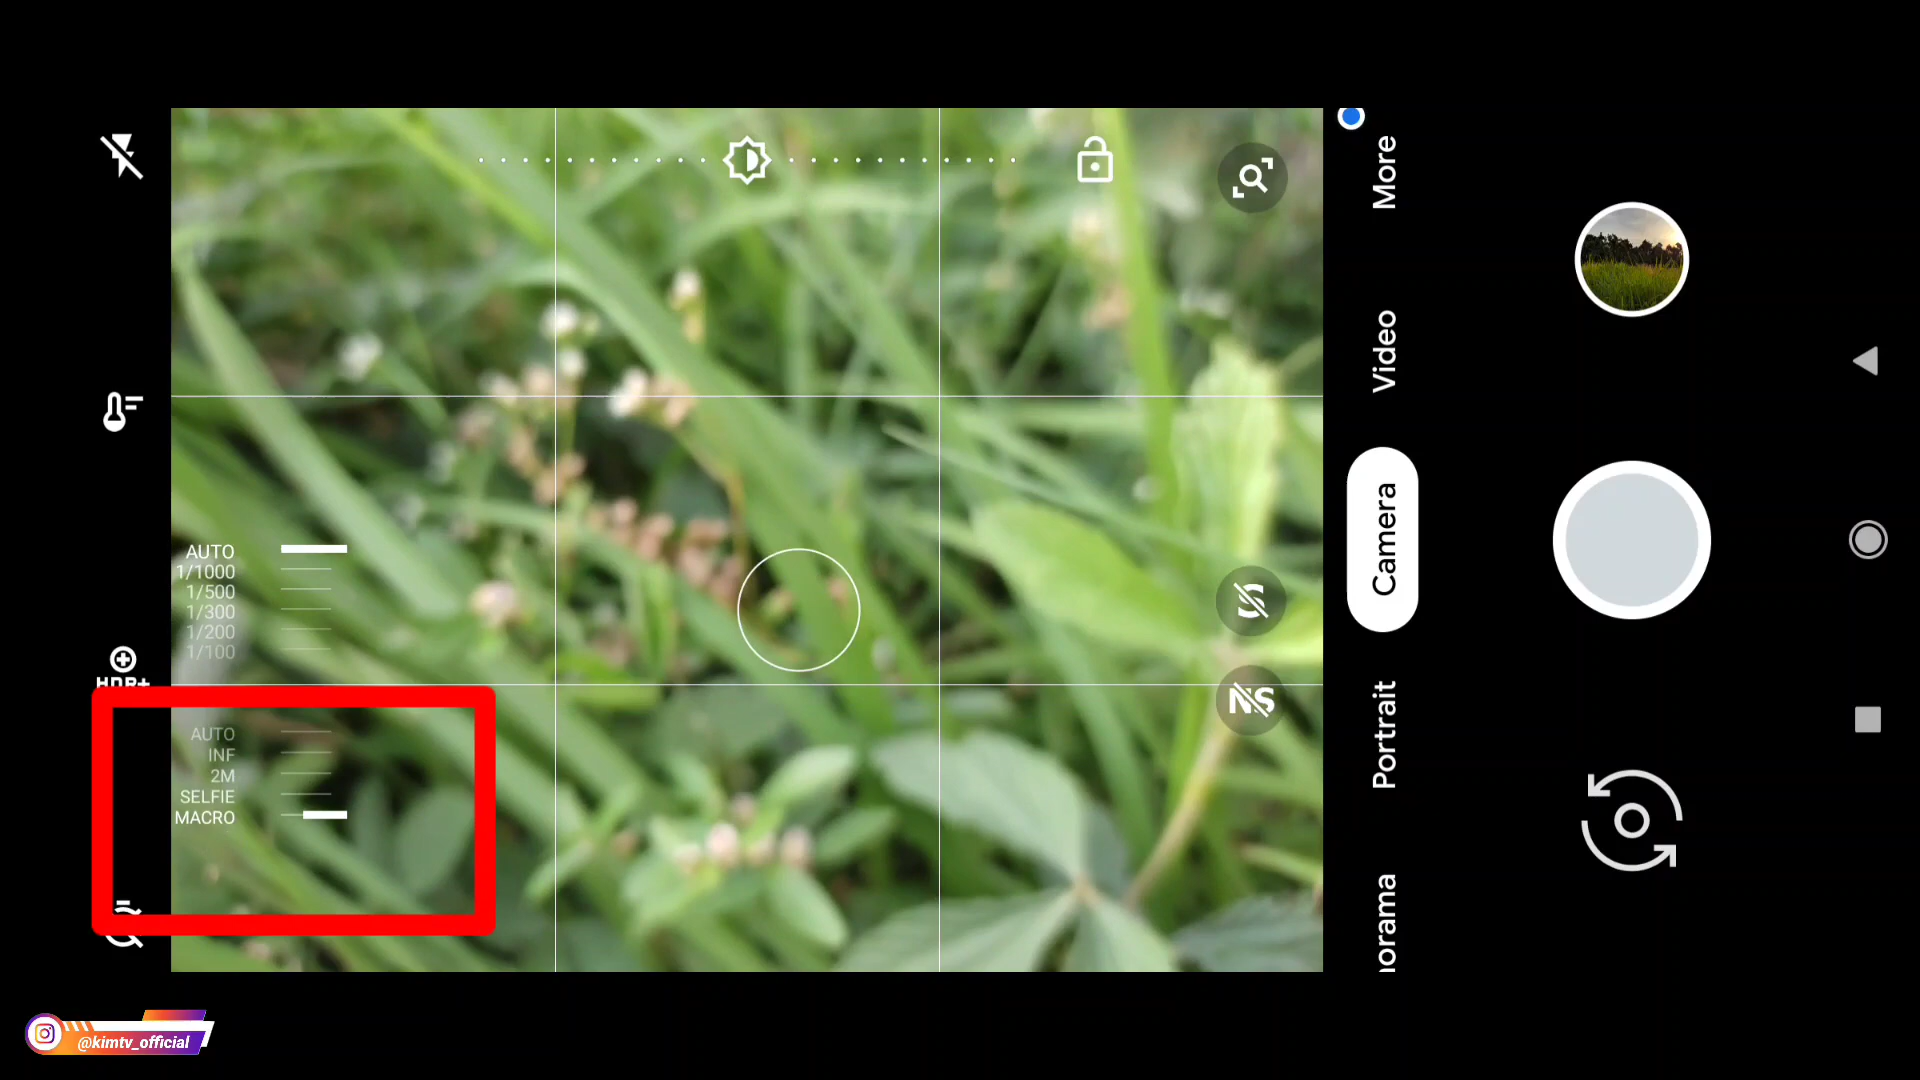 AUTO
1/1000
1/500
1/300
1/200
1/100
HDR+
AUTO
INF
2M
SELFIE
MACRO
More
Video
Camera
Portrait
orama
S
NS
@kimtv_official